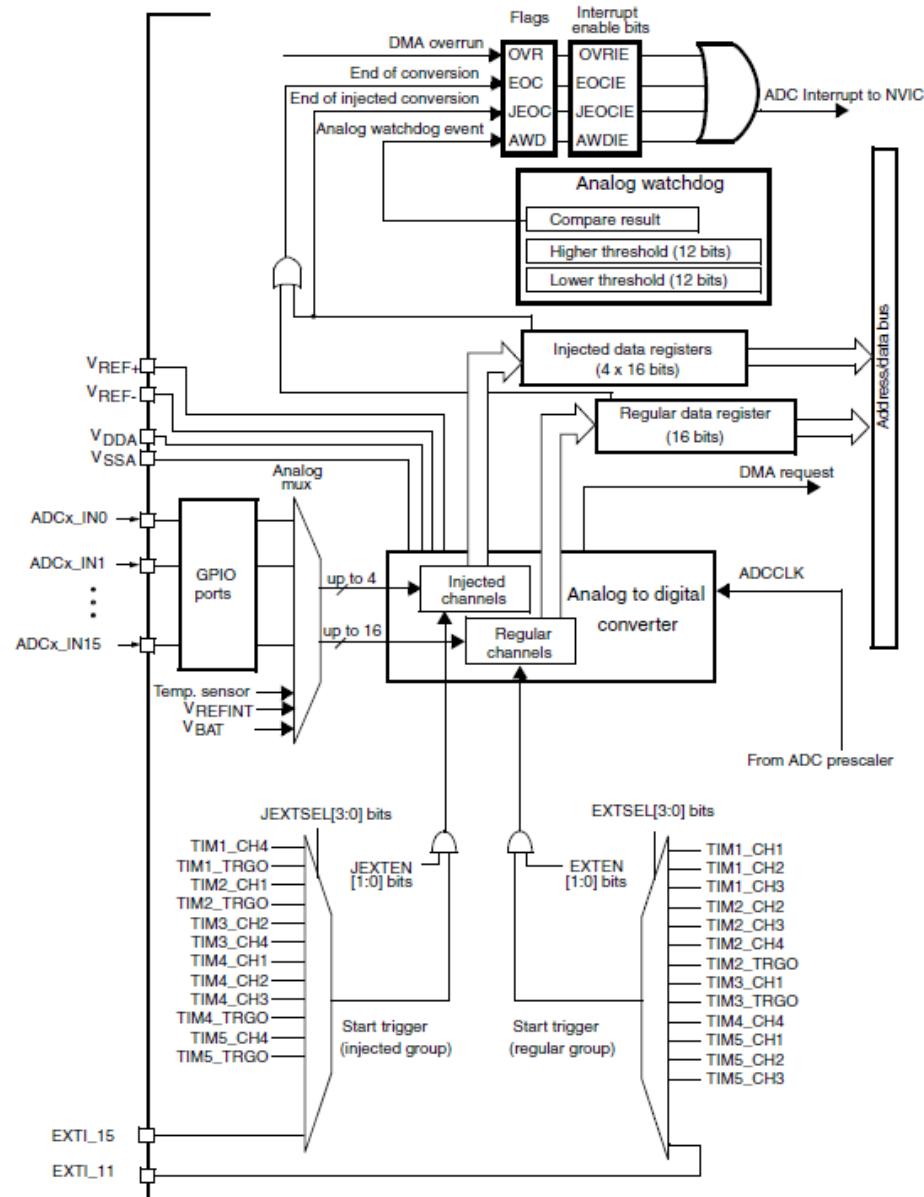 Flags
Interrupt
enable bits
DMA overrun
OVR
OVRIE
End of conversion
EOC
EOCIE
End of injected conversion
JEOC
JEOCIE
ADC Interrupt to NVIC
Analog watchdog event
AWD
AWDIE
Analog watchdog
Compare result
Higher threshold (12 bits)
Lower threshold (12 bits)
Address/data bus
Injected data registers
(4 x 16 bits)
Regular data register
(16 bits)
VREF+
VREF-
VDDA
VSSA
DMA request
Analog
mux
ADCx_IN0
ADCx_IN1
ADCx_IN15
GPIO
ports
up to 4
up to 16
Injected
channels
Regular
channels
Analog to digital
converter
ADCCLK
Temp. sensor
VREFINT
VBAT
From ADC prescaler
JEXTSEL[3:0] bits
EXTSEL[3:0] bits
JEXTEN
[1:0] bits
EXTEN
[1:0] bits
TIM1_CH4
TIM1_TRGO
TIM2_CH1
TIM2_TRGO
TIM3_CH2
TIM3_CH4
TIM4_CH1
TIM4_CH2
TIM4_CH3
TIM4_TRGO
TIM5_CH4
TIM5_TRGO
Start trigger
(injected group)
Start trigger
(regular group)
TIM1_CH1
TIM1_CH2
TIM1_CH3
TIM2_CH2
TIM2_CH3
TIM2_CH4
TIM2_TRGO
TIM3_CH1
TIM3_TRGO
TIM4_CH4
TIM5_CH1
TIM5_CH2
TIM5_CH3
EXTI_15
EXTI_11